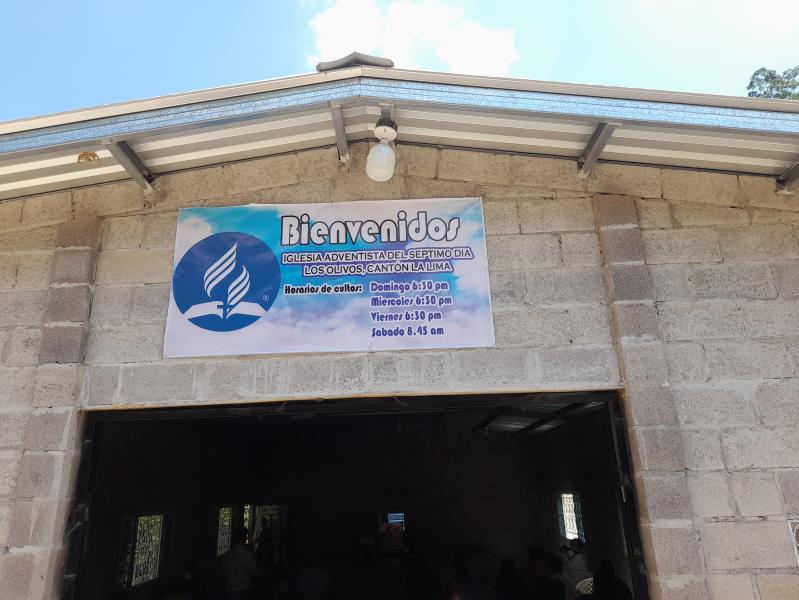 Bienvenidos
IGLESIA ADVENTISTA DEL SEPTIMO DIA
LOS OLIVOS, CANTÓN LA LIMA
Horarios de cultos: Domingo 6:30 pm
Miercoles 6:30 pm
Viernes 6:30 pm
Sabado 8.45 am
®